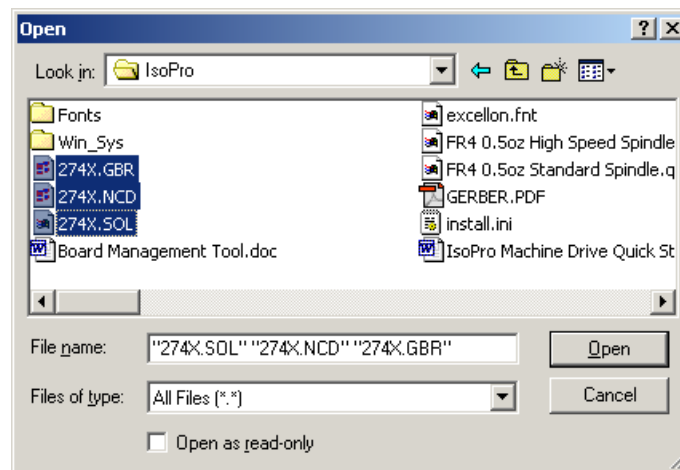 Open
Look in: IsoPro
Fonts
Win_Sys
274X.GBR
274X.NCD
274X.SOL
Board Management Tool.doc
excellon.fnt
FR4 0.5oz High Speed Spindle
FR4 0.5oz Standard Spindle.q
GERBER.PDF
install.ini
IsoPro Machine Drive Quick St
File name: "274X.SOL" "274X.NCD" "274X.GBR"
Open
Files of type: All Files (*.*)
Cancel
Open as read-only